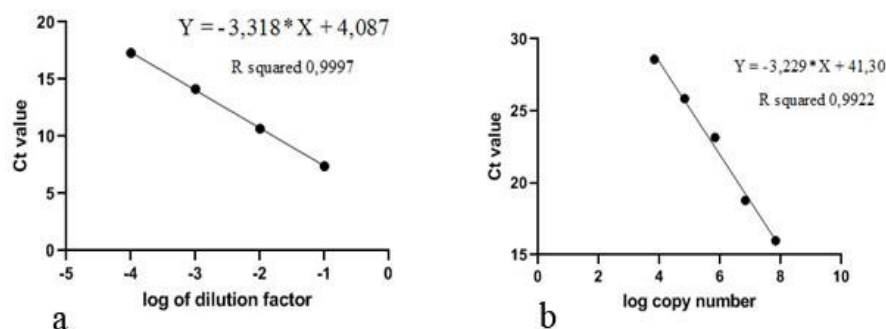 Y = -3,318* X + 4,087
R squared 0,9997
20
15
10
5
0
Ct value
-5 -4 -3 -2 -1 0
log of dilution factor
a
Y = -3,229* X + 41,30
R squared 0,9922
30
25
20
15
Ct value
0 2 4 6 8 10
log copy number
b